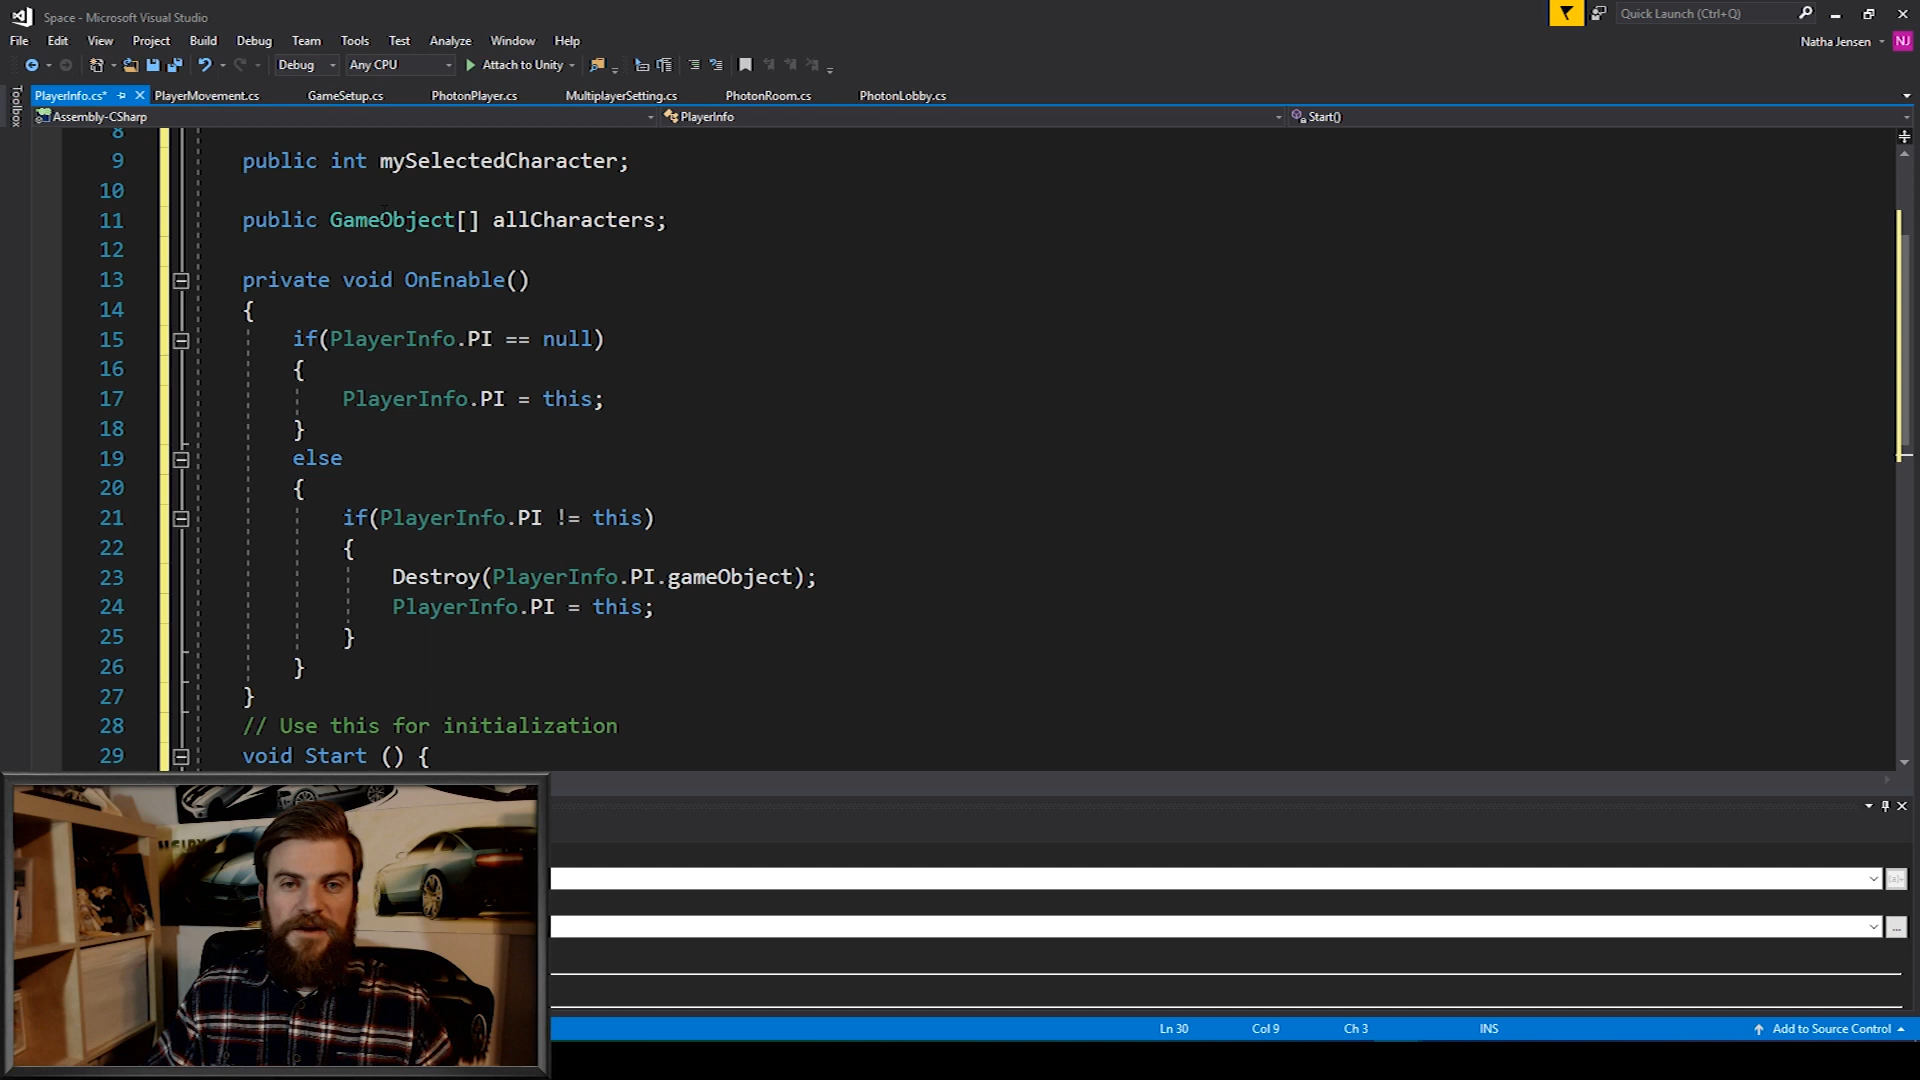 Space - Microsoft Visual Studio
Quick Launch (Ctrl+Q)
File Edit View Project Build Debug Team Tools Test Analyze Window Help
Natha Jensen NJ
Debug Any CPU Attach to Unity
Toolbox
PlayerInfo.cs* PlayerMovement.cs GameSetup.cs PhotonPlayer.cs MultiplayerSetting.cs PhotonRoom.cs PhotonLobby.cs
Assembly-CSharp PlayerInfo Start()
8
9 public int mySelectedCharacter;
10
11 public GameObject[] allCharacters;
12
13 private void OnEnable()
14 {
15 if(PlayerInfo.PI == null)
16 {
17 PlayerInfo.PI = this;
18 }
19 else
20 {
21 if(PlayerInfo.PI != this)
22 {
23 Destroy(PlayerInfo.PI.gameObject);
24 PlayerInfo.PI = this;
25 }
26 }
27 }
28 // Use this for initialization
29 void Start () {
...
Ln 30 Col 9 Ch 3 INS Add to Source Control